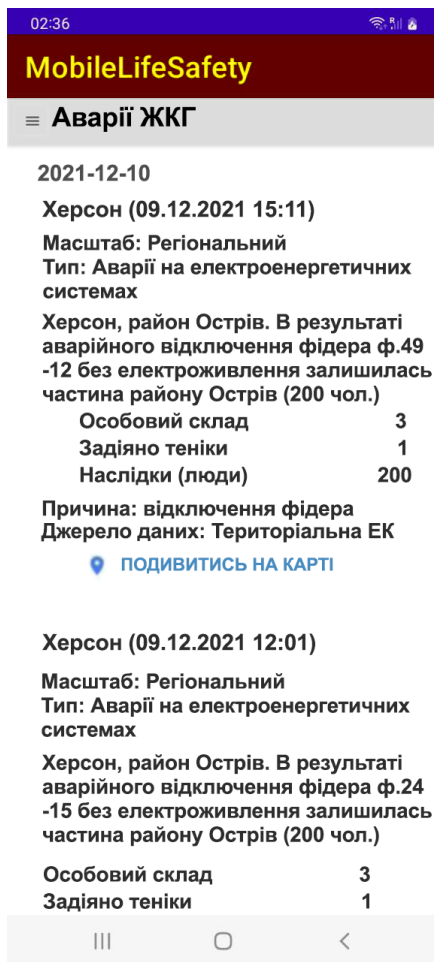 02:36
MobileLifeSafety
≡ Аварії ЖКГ
2021-12-10
Херсон (09.12.2021 15:11)
Масштаб: Регіональний
Тип: Аварії на електроенергетичних
системах
Херсон, район Острів. В результаті
аварійного відключення фідера ф.49
-12 без електроживлення залишилась
частина району Острів (200 чол.)
Особовий склад 3
Задіяно теніки 1
Наслідки (люди) 200
Причина: відключення фідера
Джерело даних: Територіальна ЕК
ПОДИВИТИСЬ НА КАРТІ
Херсон (09.12.2021 12:01)
Масштаб: Регіональний
Тип: Аварії на електроенергетичних
системах
Херсон, район Острів. В результаті
аварійного відключення фідера ф.24
-15 без електроживлення залишилась
частина району Острів (200 чол.)
Особовий склад 3
Задіяно теніки 1